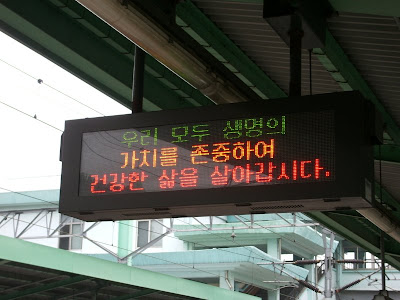 우리 모두 생명의
가치를 존중하여
건강한 삶을 살아갑시다.